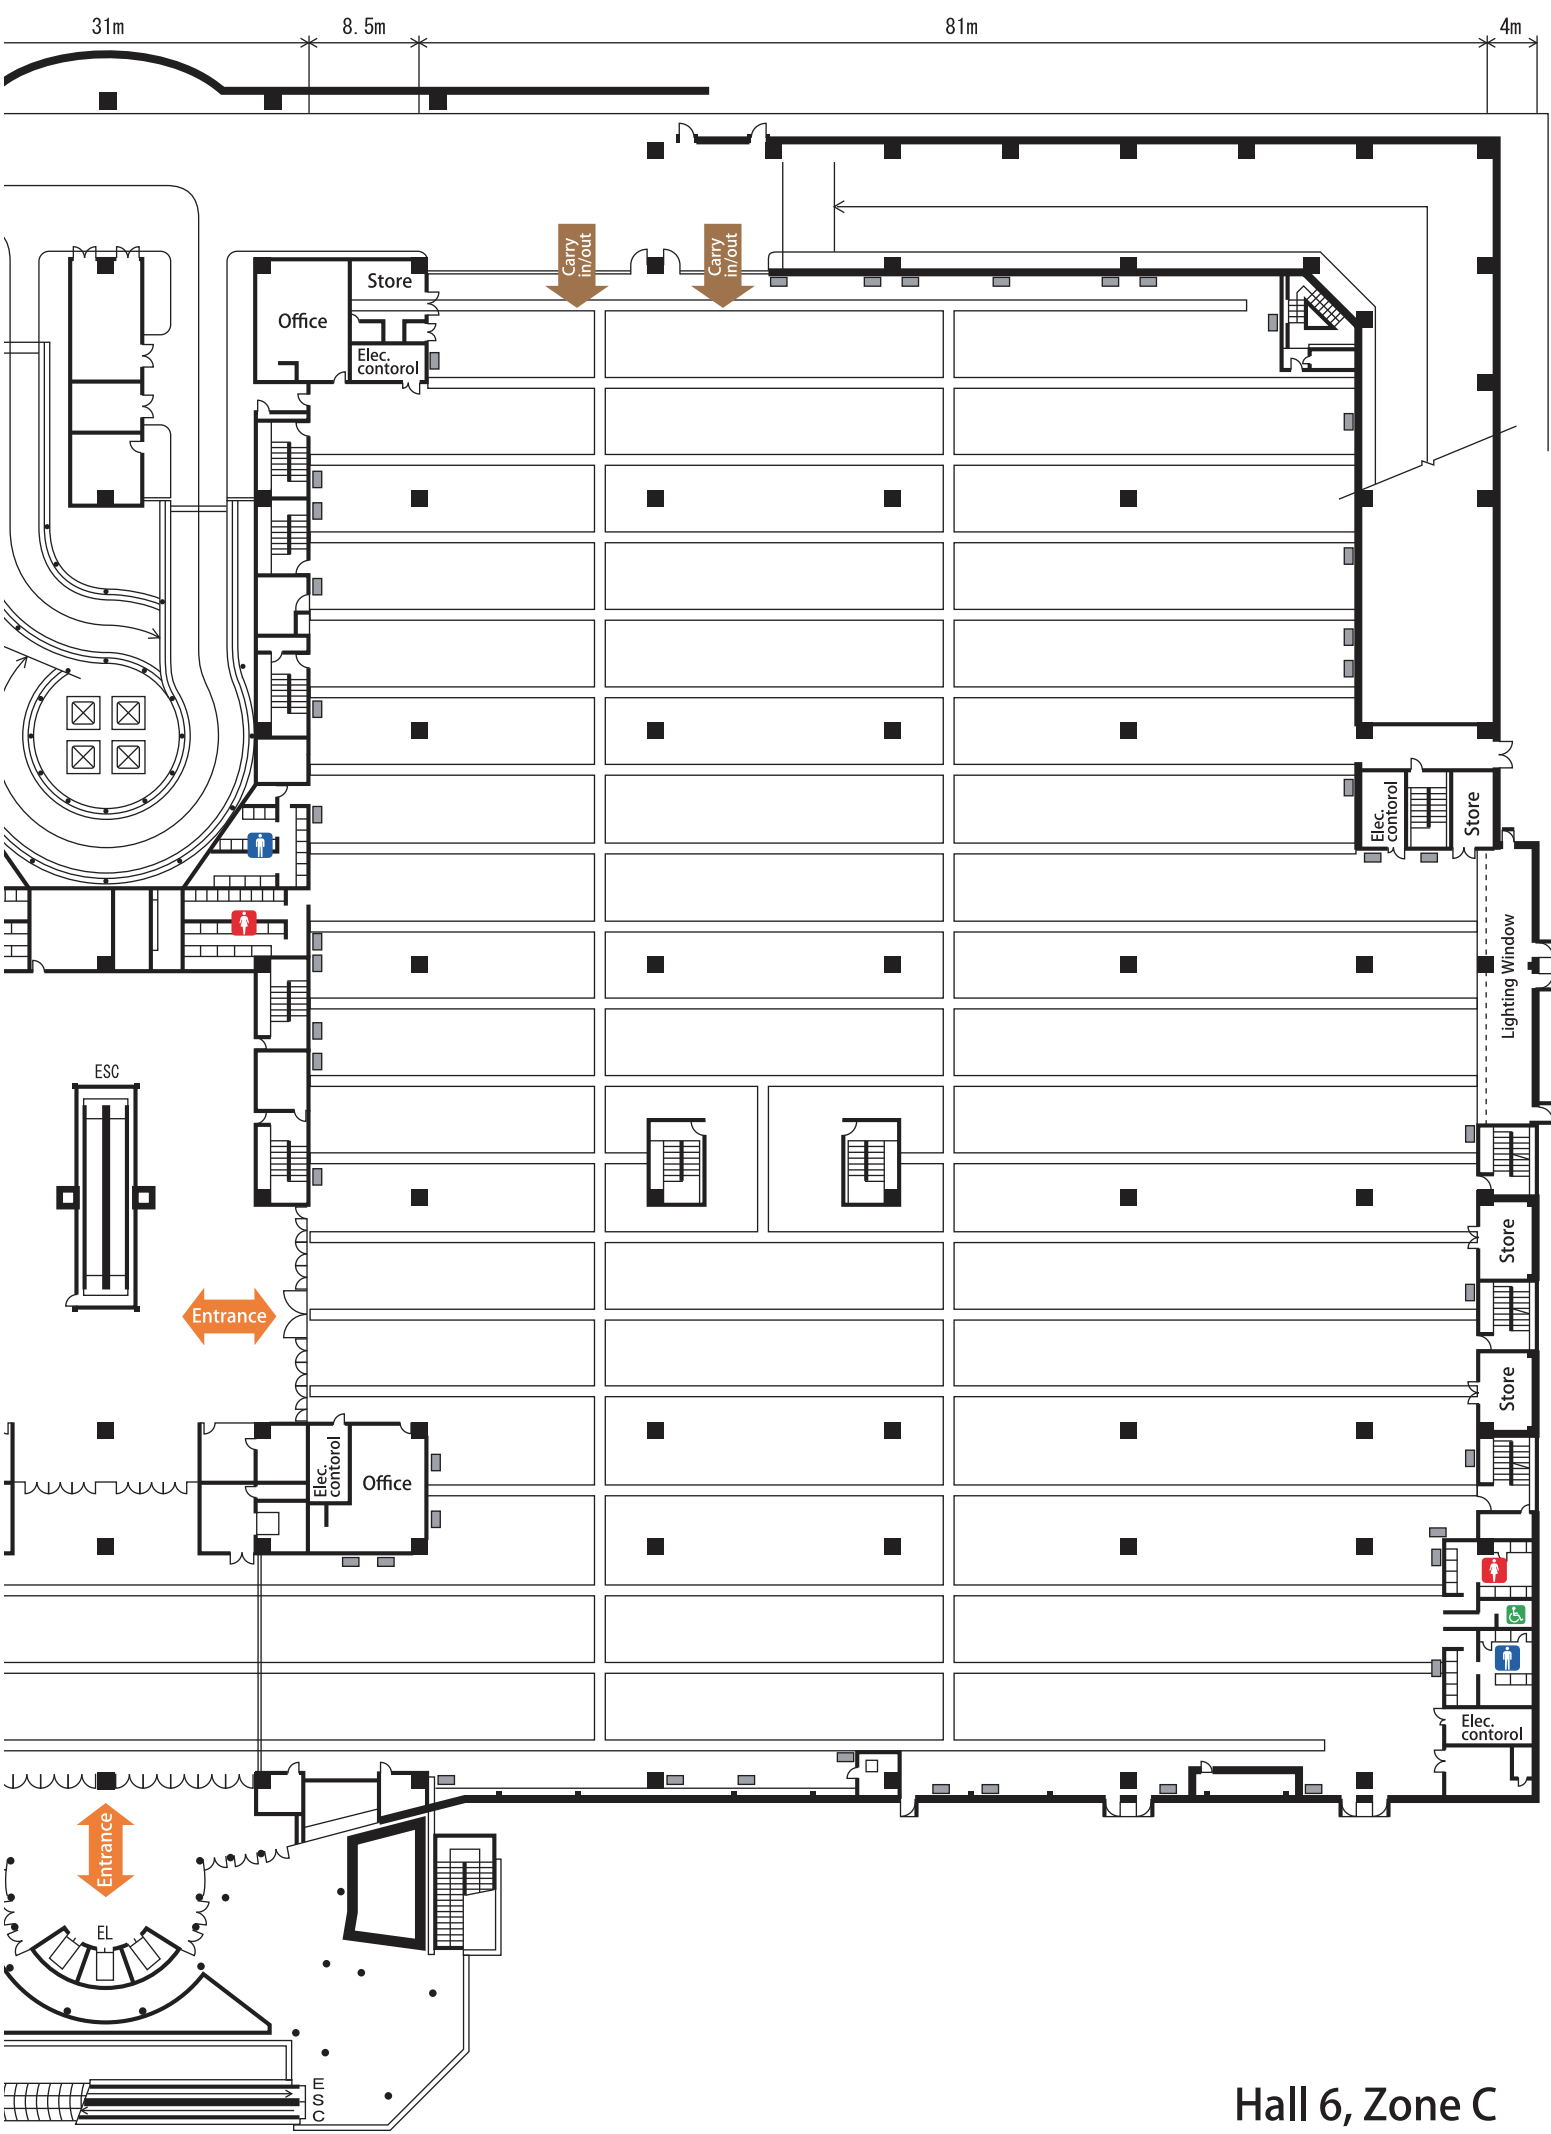 31m
8.5m
81m
4m
Carry
in/out
Carry
in/out
Store
Office
Elec.
contorol
Elec.
contorol
Store
Lighting Window
ESC
Store
Entrance
Store
Elec.
contorol
Office
Elec.
contorol
Entrance
EL
E
S
C
Hall 6, Zone C